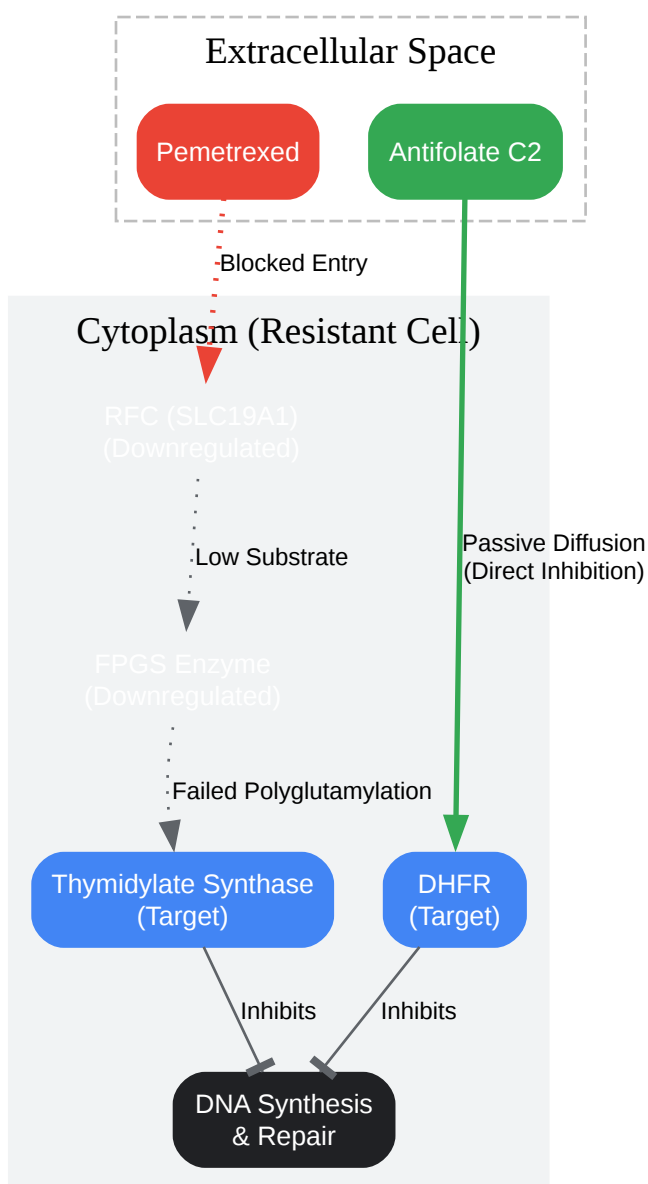 Extracellular Space
Pemetrexed
Antifolate C2
Blocked Entry
Cytoplasm (Resistant Cell)
RFC (SLC19A1)
(Downregulated)
Low Substrate
Passive Diffusion
(Direct Inhibition)
FPGS Enzyme
(Downregulated)
Failed Polyglutamylation
Thymidylate Synthase
(Target)
DHFR
(Target)
Inhibits
Inhibits
DNA Synthesis
& Repair